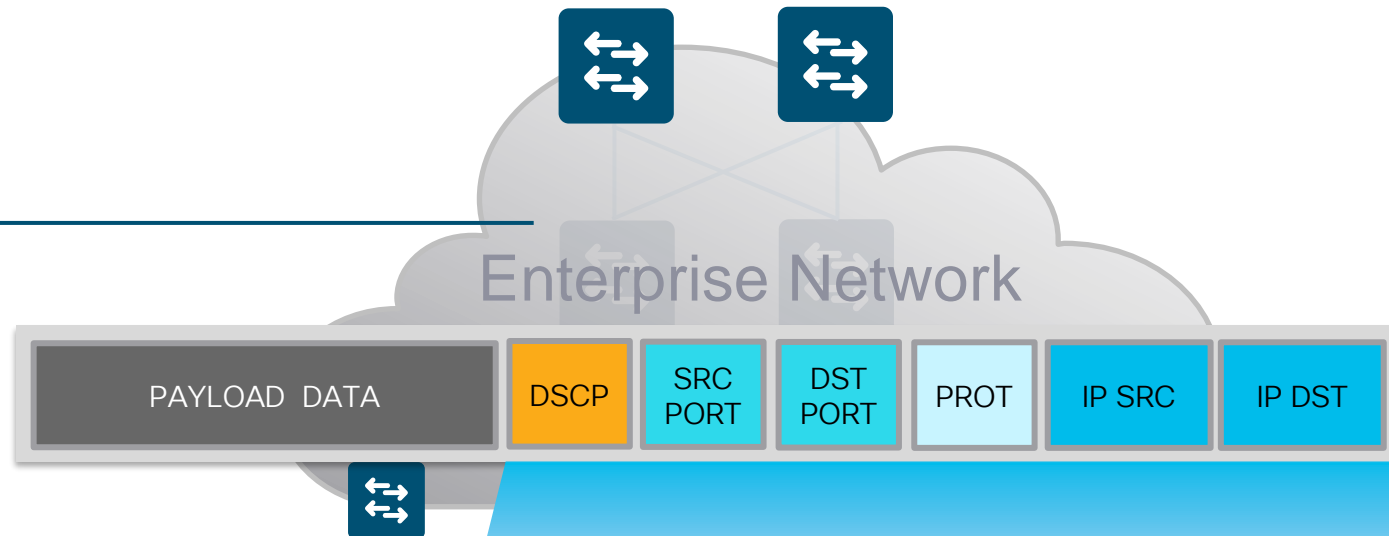 Enterprise Network
PAYLOAD DATA
DSCP
SRC
PORT
DST
PORT
PROT
IP SRC
IP DST